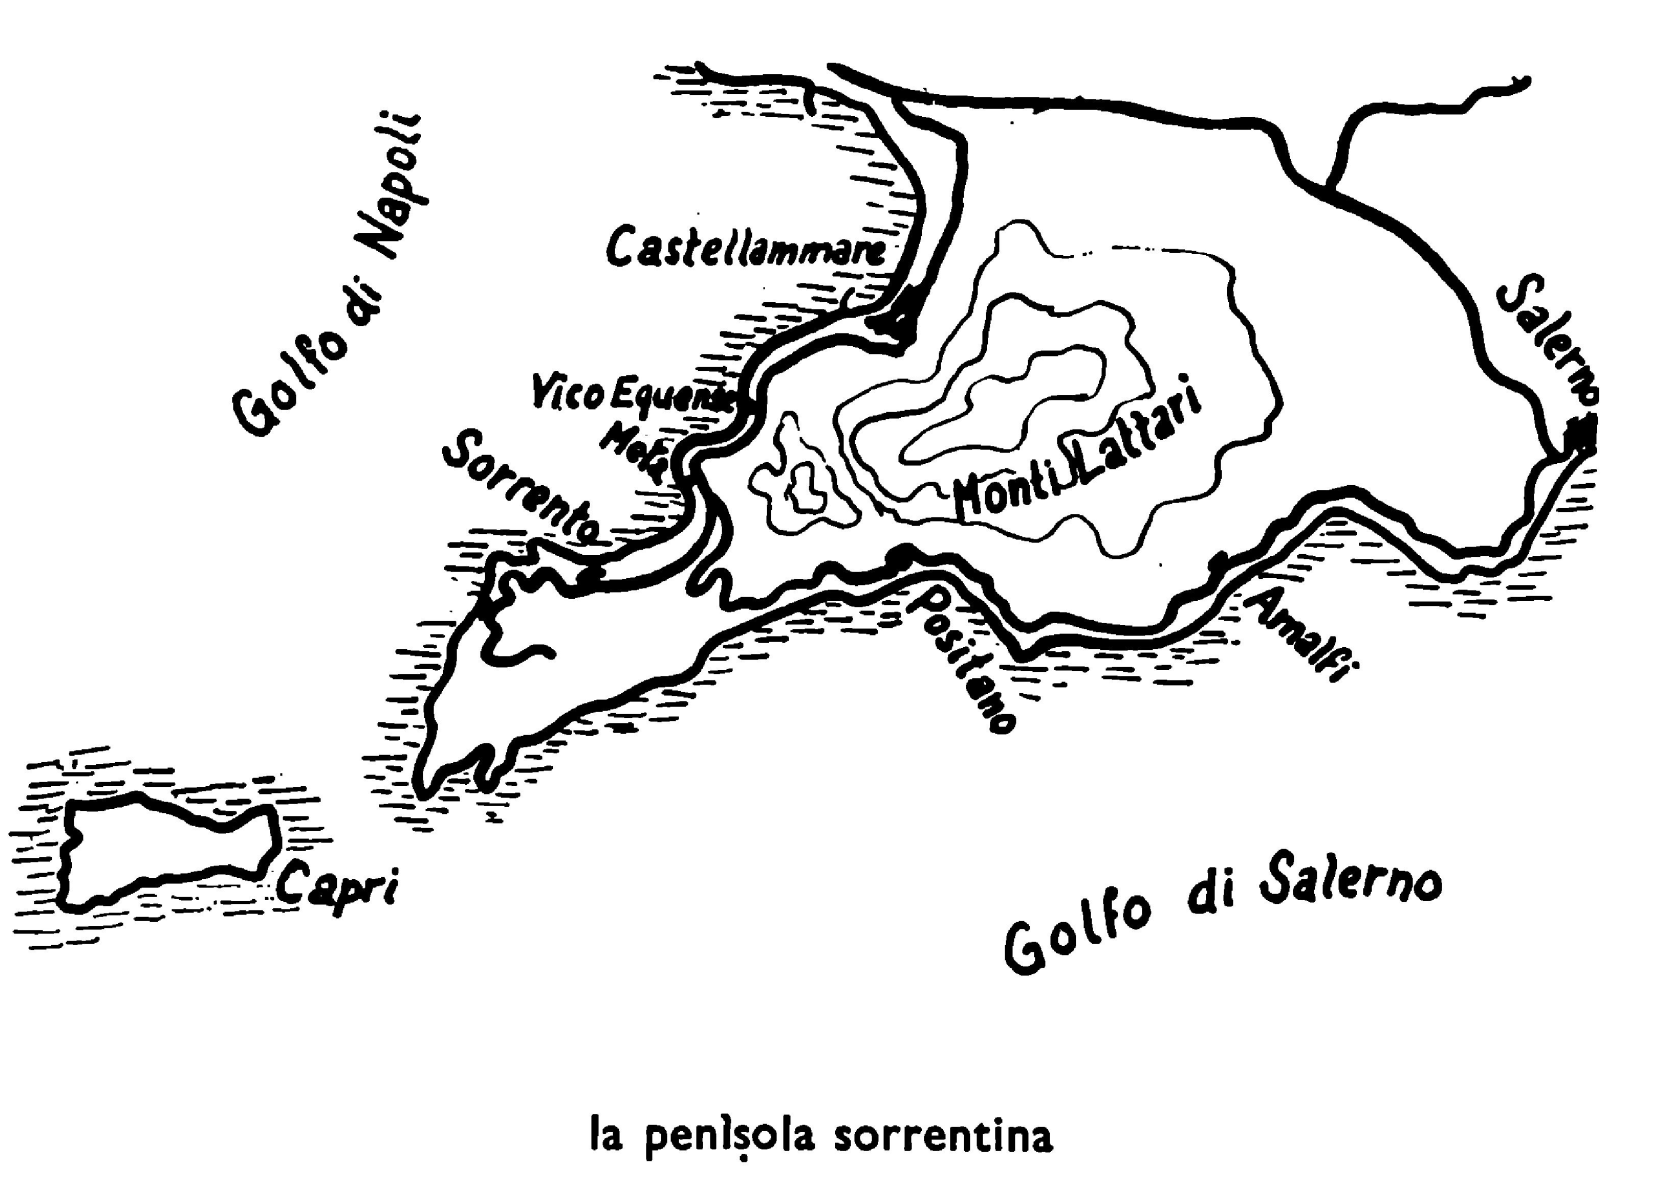 Golfo di Napoli
Castellammare
Salerno
Vico Equense
Meta
Sorrento
Monti Lattari
Positano
Amalfi
Capri
Golfo di Salerno
la penìṣola sorrentina